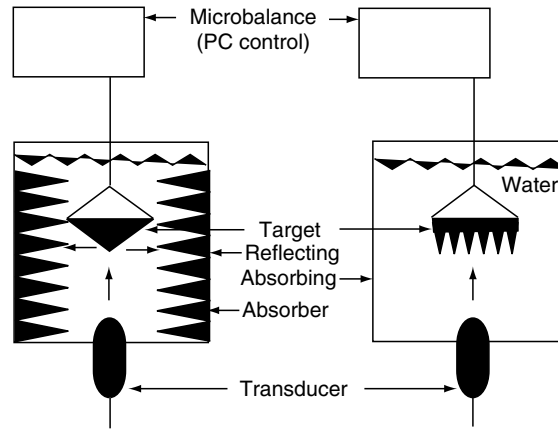 Microbalance
(PC control)
Water
Target
Reflecting
Absorbing
Absorber
Transducer